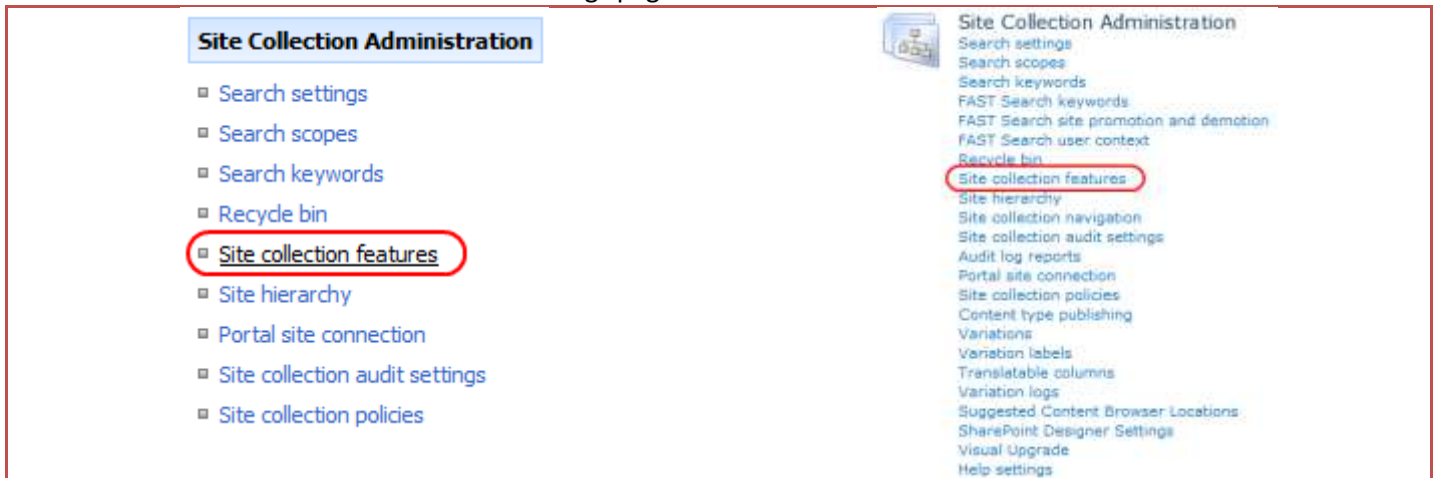 Site Collection Administration
Search settings
Search scopes
Search keywords
Recycle bin
Site collection features
Site hierarchy
Portal site connection
Site collection audit settings
Site collection policies
Site Collection Administration
Search settings
Search scopes
Search keywords
FAST Search keywords
FAST Search site promotion and demotion
FAST Search user context
Recycle bin
Site collection features
Site hierarchy
Site collection navigation
Site collection audit settings
Audit log reports
Portal site connection
Site collection policies
Content type publishing
Variations
Variation labels
Translatable columns
Variation logs
Suggested Content Browser Locations
SharePoint Designer Settings
Visual Upgrade
Help settings